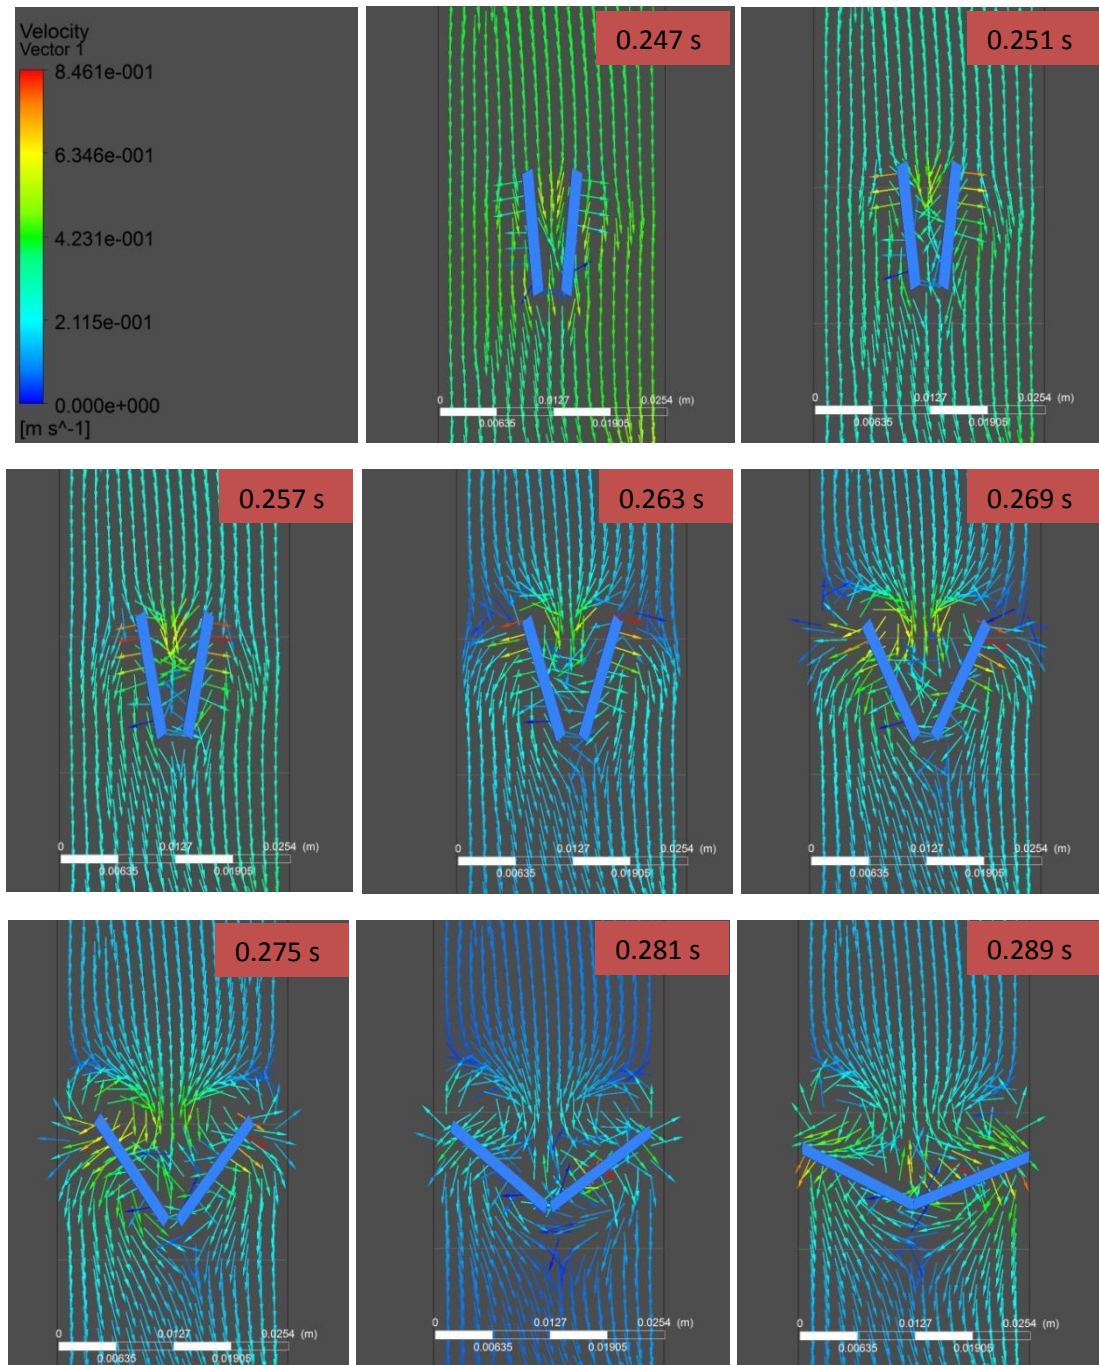 Velocity
Vector 1
8.461e-001
6.346e-001
4.231e-001
2.115e-001
0.000e+000
[m s^-1]
0.247 s
0 0.0127 0.0254 (m)
0.00635 0.01905
0.251 s
0 0.0127 0.0254 (m)
0.00635 0.01905
0.257 s
0 0.0127 0.0254 (m)
0.00635 0.01905
0.263 s
0 0.0127 0.0254 (m)
0.00635 0.01905
0.269 s
0 0.0127 0.0254 (m)
0.00635 0.01905
0.275 s
0 0.0127 0.0254 (m)
0.00635 0.01905
0.281 s
0 0.0127 0.0254 (m)
0.00635 0.01905
0.289 s
0 0.0127 0.0254 (m)
0.00635 0.01905